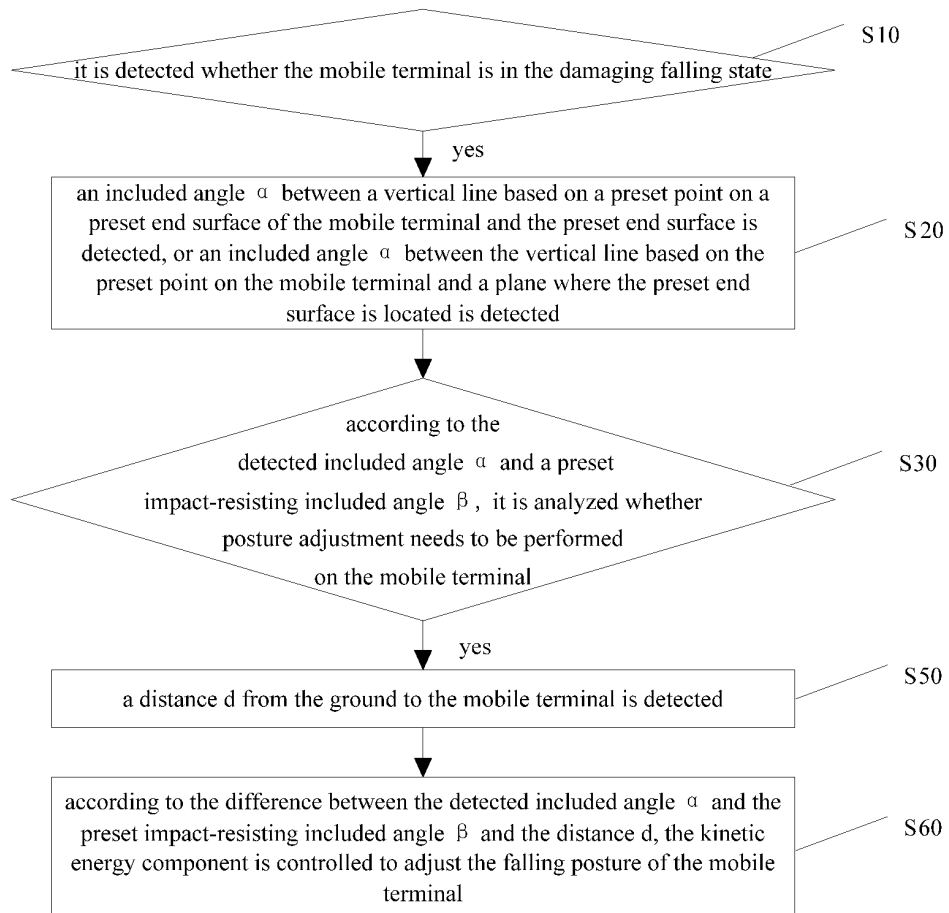 S10
it is detected whether the mobile terminal is in the damaging falling state
yes
an included angle α between a vertical line based on a preset point on a
preset end surface of the mobile terminal and the preset end surface is
detected, or an included angle α between the vertical line based on the
preset point on the mobile terminal and a plane where the preset end
surface is located is detected
S20
according to the
detected included angle α and a preset
impact-resisting included angle β, it is analyzed whether
posture adjustment needs to be performed
on the mobile terminal
S30
yes
a distance d from the ground to the mobile terminal is detected
S50
according to the difference between the detected included angle α and the
preset impact-resisting included angle β and the distance d, the kinetic
energy component is controlled to adjust the falling posture of the mobile
terminal
S60